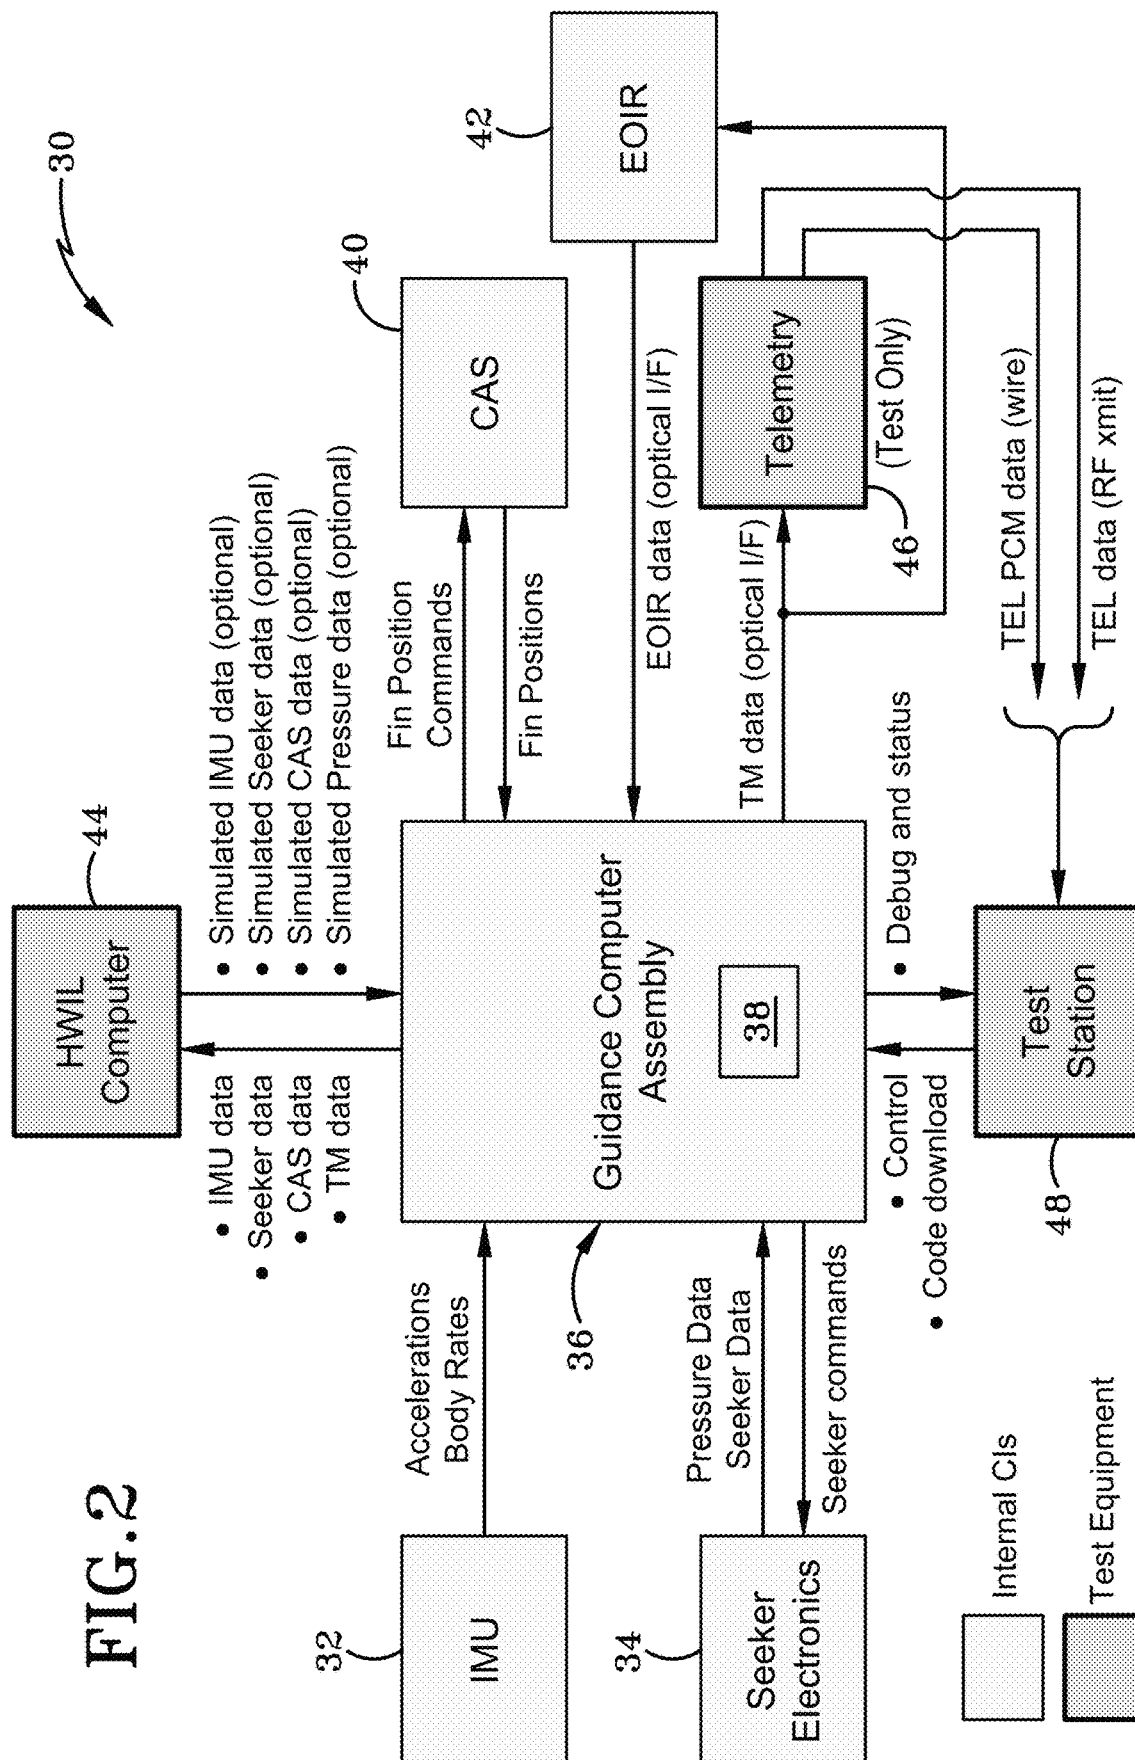 FIG.2
30
44
HWIL
Computer
• IMU data
• Seeker data
• CAS data
• TM data
• Simulated IMU data (optional)
• Simulated Seeker data (optional)
• Simulated CAS data (optional)
• Simulated Pressure data (optional)
32
IMU
Accelerations
Body Rates
36
Guidance Computer
Assembly
38
Fin Position
Commands
Fin Positions
40
CAS
42
EOIR
EOIR data (optical I/F)
34
Seeker
Electronics
Pressure Data
Seeker Data
Seeker commands
TM data (optical I/F)
Telemetry
(Test Only)
46
• Control
• Code download
• Debug and status
48
Test
Station
TEL PCM data (wire)
TEL data (RF xmit)
Internal CIs
Test Equipment